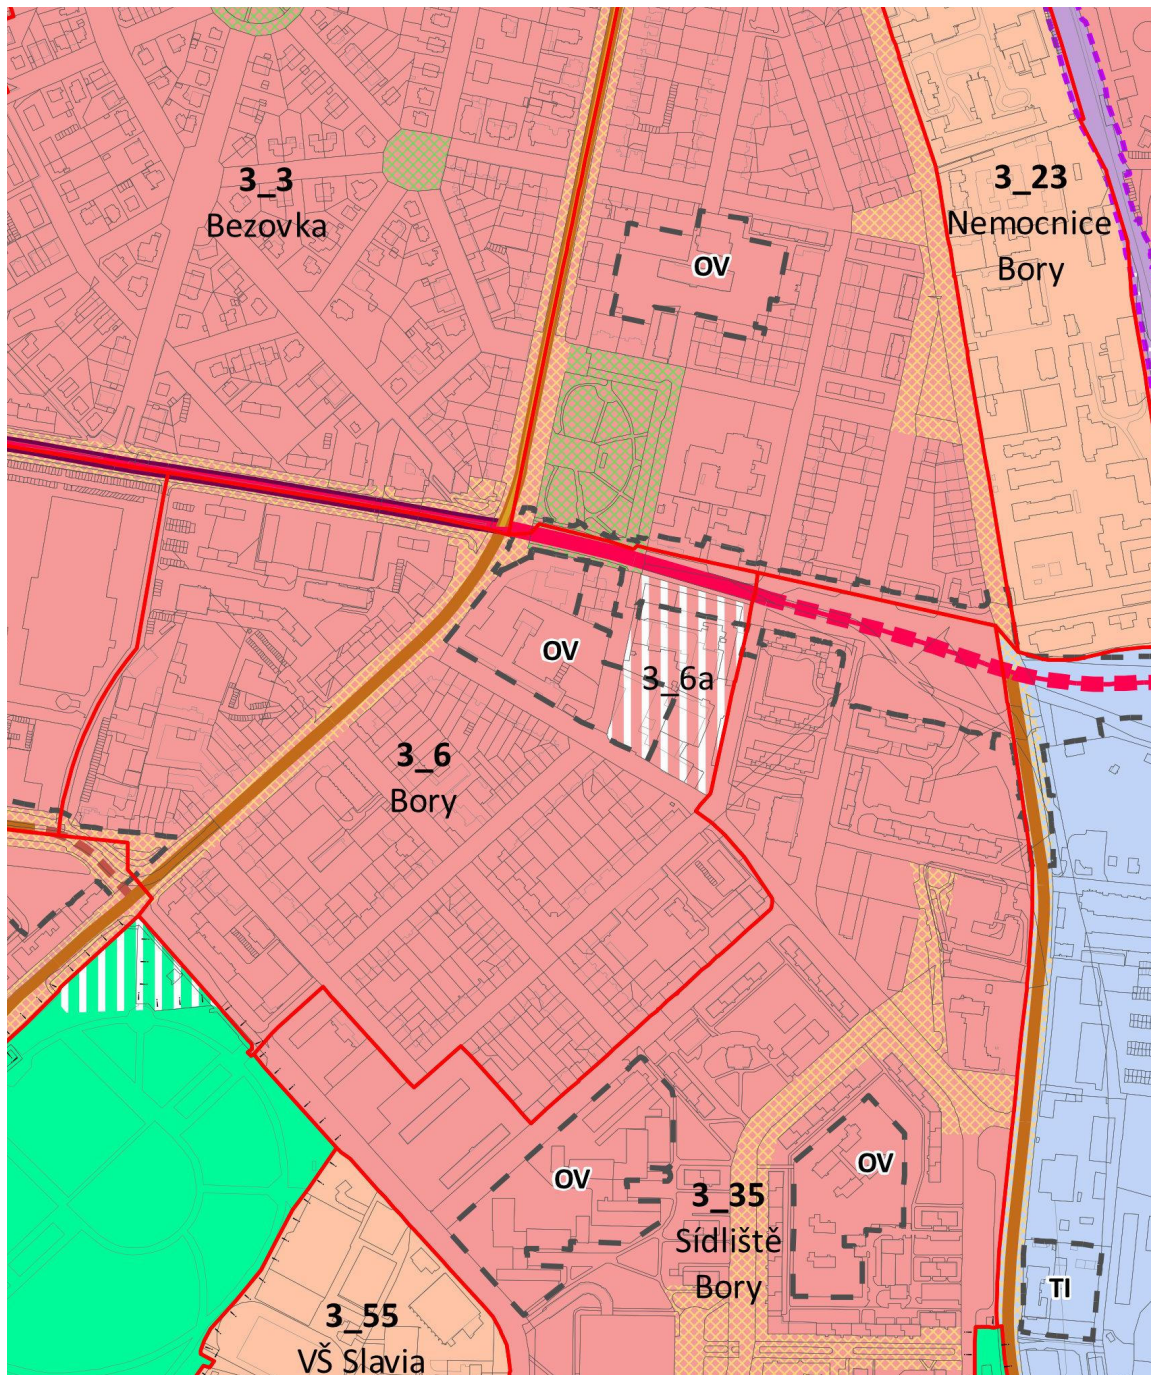 3_3
Bezovka
3_23
Nemocnice
Bory
OV
OV
3_6a
3_6
Bory
OV
OV
3_35
Sídliště
Bory
TI
3_55
VŠ Slavia